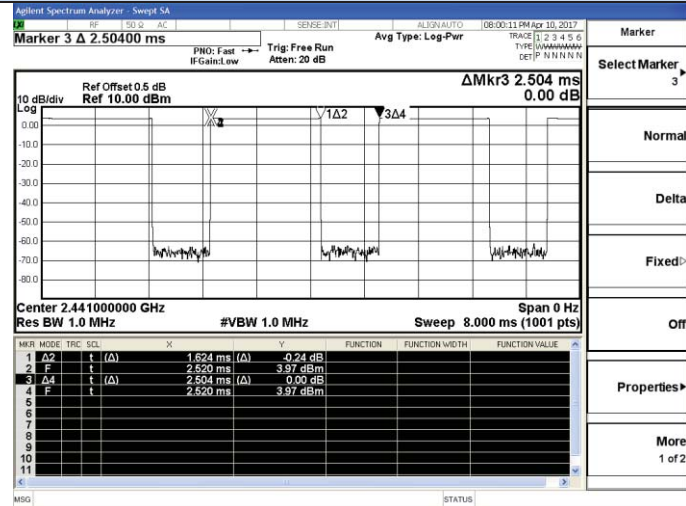 Agilent Spectrum Analyzer - Swept SA
RF 50 Ω AC SENSE:INT ALIGNAUTO 08:00:11 PM Apr 10, 2017
Marker 3 Δ 2.50400 ms
PNO: Fast
IFGain:Low
Trig: Free Run
Atten: 20 dB
Avg Type: Log-Pwr
TRACE 1 2 3 4 5 6
TYPE
DET P N N N N N
Ref Offset 0.5 dB
10 dB/div Ref 10.00 dBm
Log
ΔMkr3 2.504 ms
0.00 dB
1Δ2
3Δ4
0.00
-10.0
-20.0
-30.0
-40.0
-50.0
-60.0
-70.0
-80.0
Center 2.441000000 GHz Span 0 Hz
Res BW 1.0 MHz #VBW 1.0 MHz Sweep 8.000 ms (1001 pts)
MKR MODE TRC SCL X Y FUNCTION FUNCTION WIDTH FUNCTION VALUE
1 Δ2 t (Δ) 1.624 ms (Δ) -0.24 dB
2 F t 2.520 ms 3.97 dBm
3 Δ4 t (Δ) 2.504 ms (Δ) 0.00 dB
4 F t 2.520 ms 3.97 dBm
5
6
7
8
9
10
11
MSG STATUS
Marker
Select Marker
3
Normal
Delta
Fixed
Off
Properties
More
1 of 2